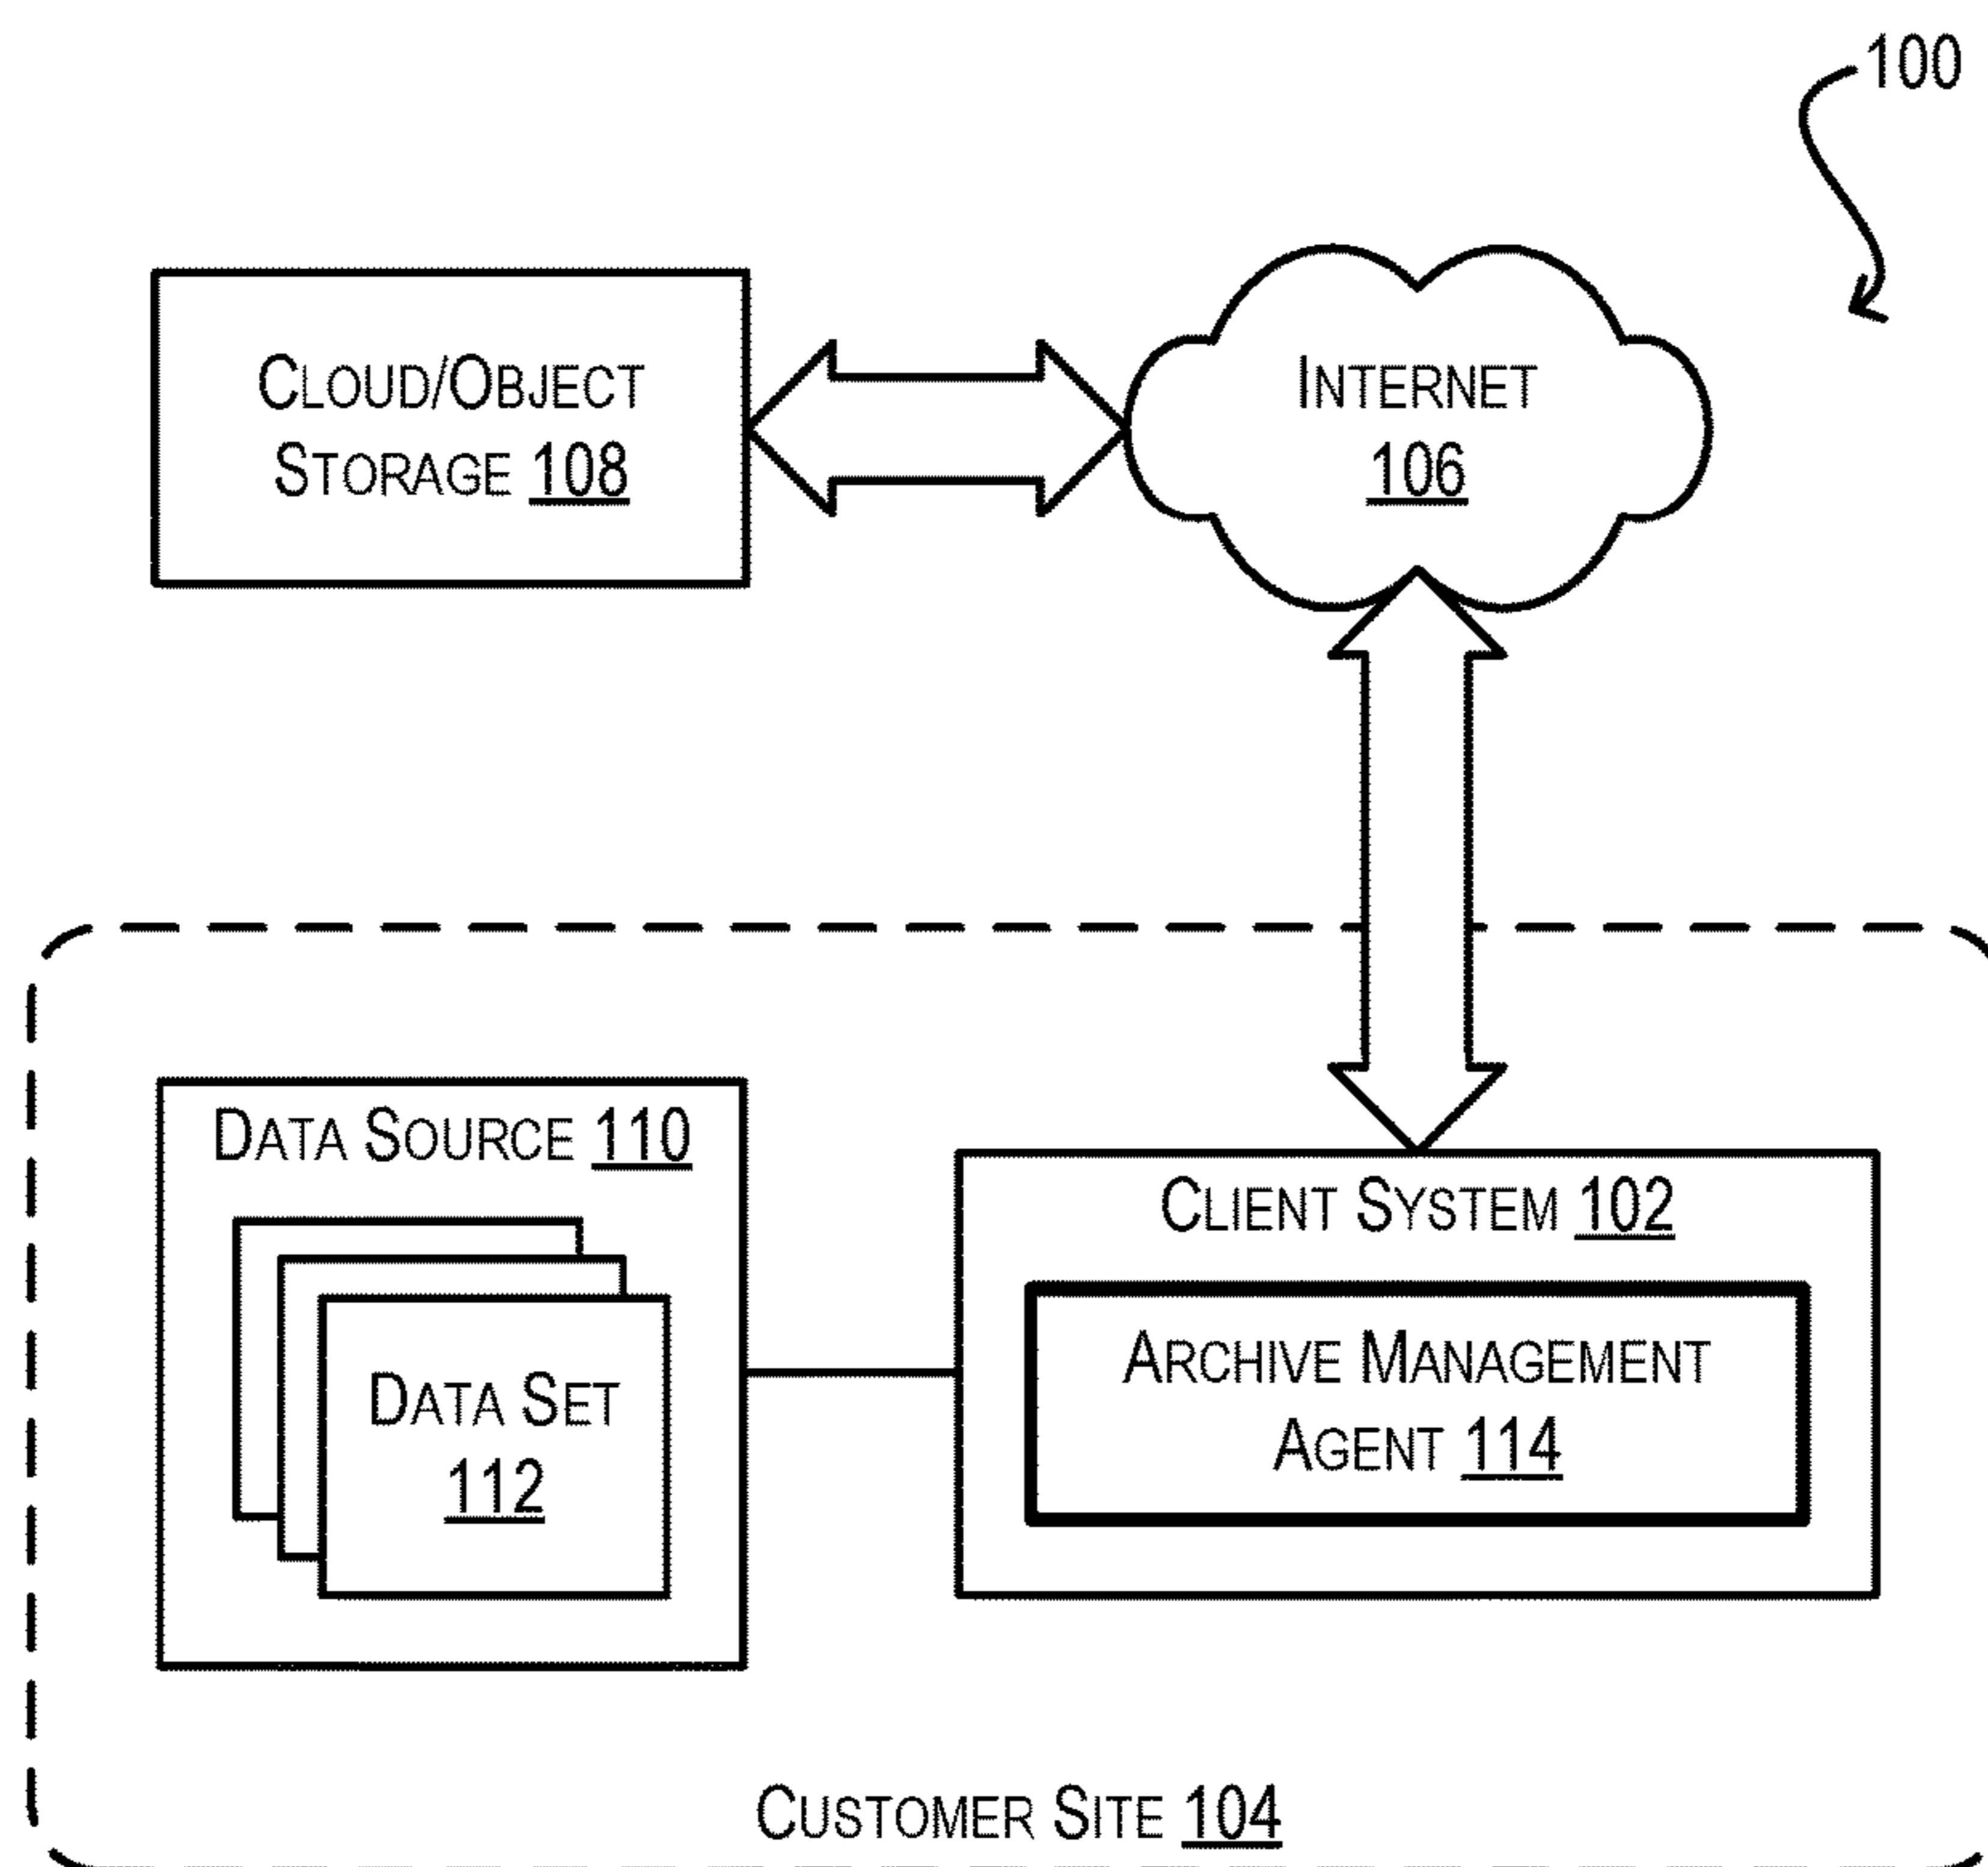 100
CLOUD/OBJECT
STORAGE 108
INTERNET
106
DATA SOURCE 110
DATA SET
112
CLIENT SYSTEM 102
ARCHIVE MANAGEMENT
AGENT 114
CUSTOMER SITE 104